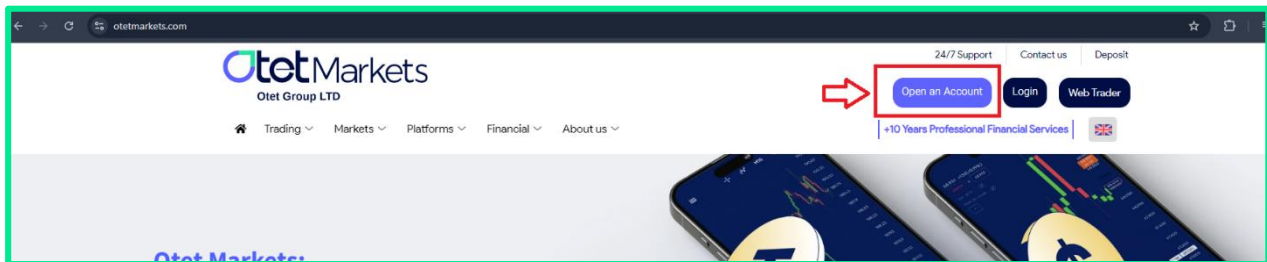 otetmarkets.com
24/7 Support Contact us Deposit
OtetMarkets
Otet Group LTD
Open an Account Login Web Trader
Trading Markets Platforms Financial About us
+10 Years Professional Financial Services
Otet Markets: